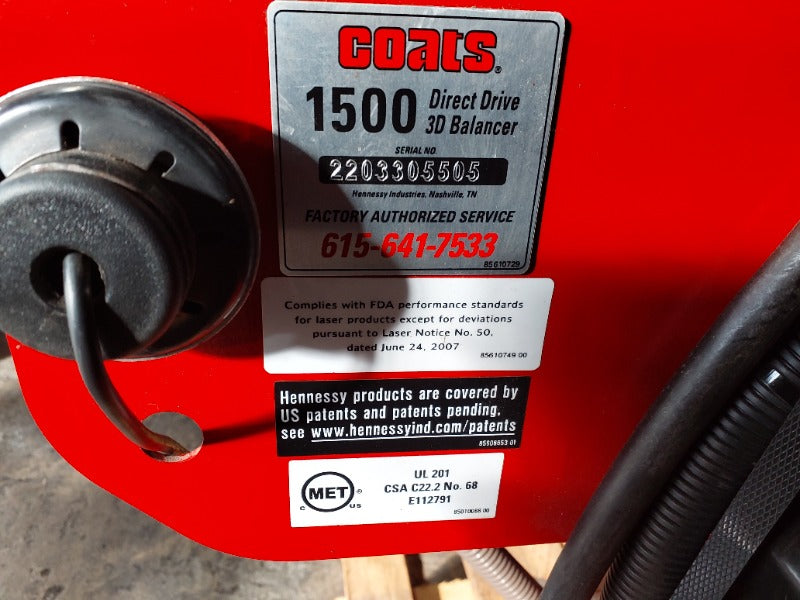 coats®
1500 Direct Drive
3D Balancer
SERIAL NO.
2203305505
Hennessy Industries, Nashville, TN
FACTORY AUTHORIZED SERVICE
615-641-7533
85610729
Complies with FDA performance standards
for laser products except for deviations
pursuant to Laser Notice No. 50,
dated June 24, 2007
85610749 00
Hennessy products are covered by
US patents and patents pending.
see www.hennessyind.com/patents
85608653 01
UL 201
CSA C22.2 No. 68
E112791
C MET® US